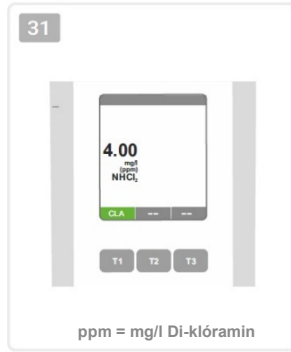 31
4.00
mg/l
(ppm)
NHCl₂
CLA -- --
T1 T2 T3
ppm = mg/l Di-klóramin